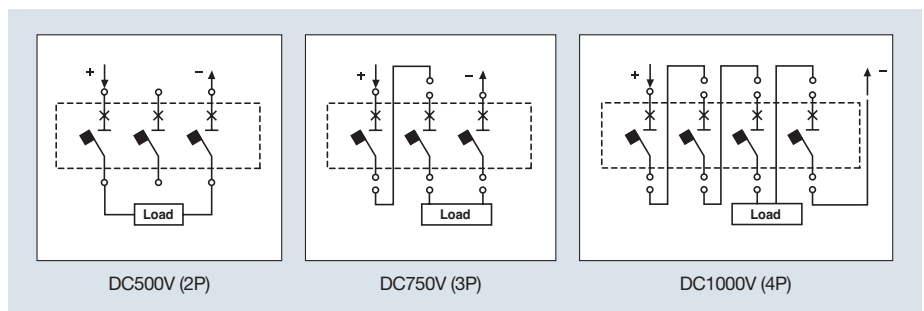 + −
Load
DC500V (2P)
+ −
Load
DC750V (3P)
+ −
Load
DC1000V (4P)